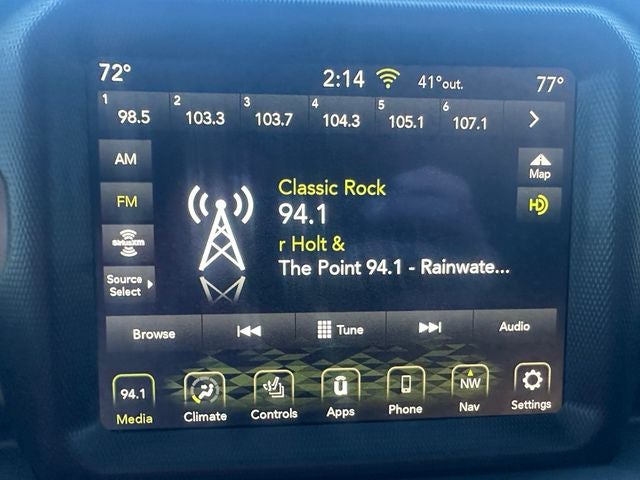 72° 2:14 41°out. 77°
1 98.5 2 103.3 3 103.7 4 104.3 5 105.1 6 107.1
AM
FM
SiriusXM
Source
Select
Map
HD
Classic Rock
94.1
r Holt &
The Point 94.1 - Rainwate...
Browse Tune Audio
94.1 NW
Media Climate Controls Apps Phone Nav Settings